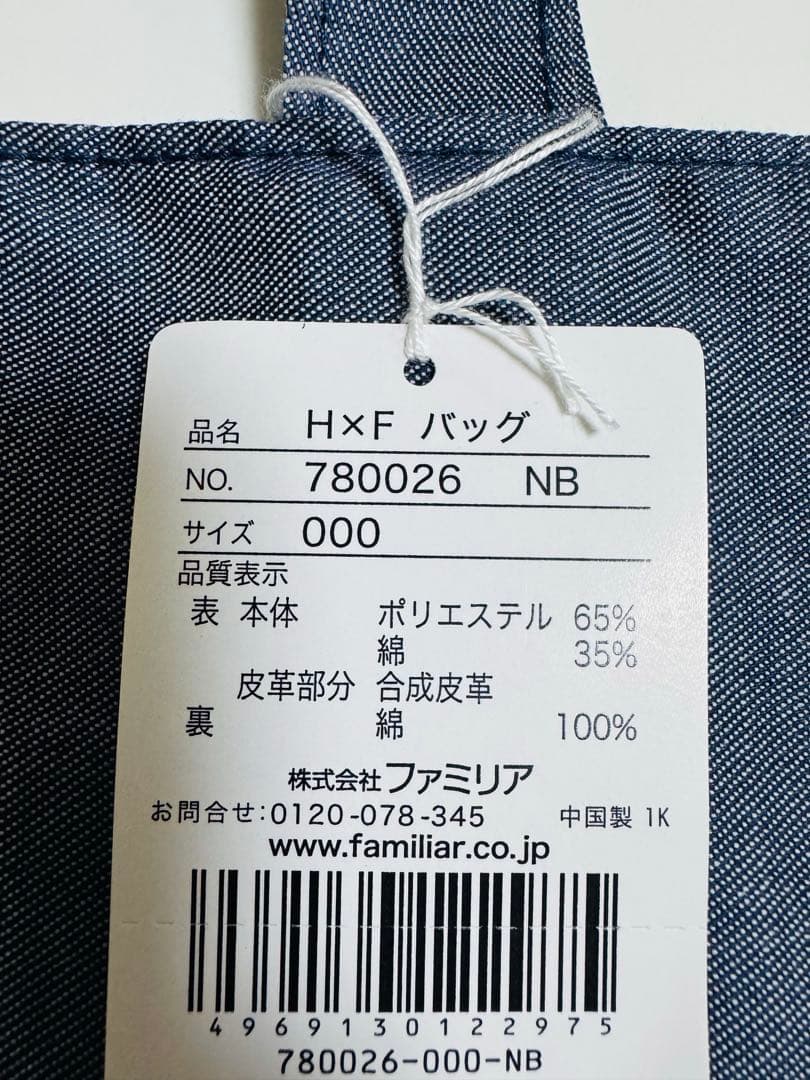 品名 H×F バッグ
NO. 780026 NB
サイズ 000
品質表示
表 本体 ポリエステル 65%
綿 35%
皮革部分 合成皮革
裏 綿 100%
株式会社ファミリア
お問合せ:0120-078-345 中国製 1K
www.familiar.co.jp
4969130122975
780026-000-NB